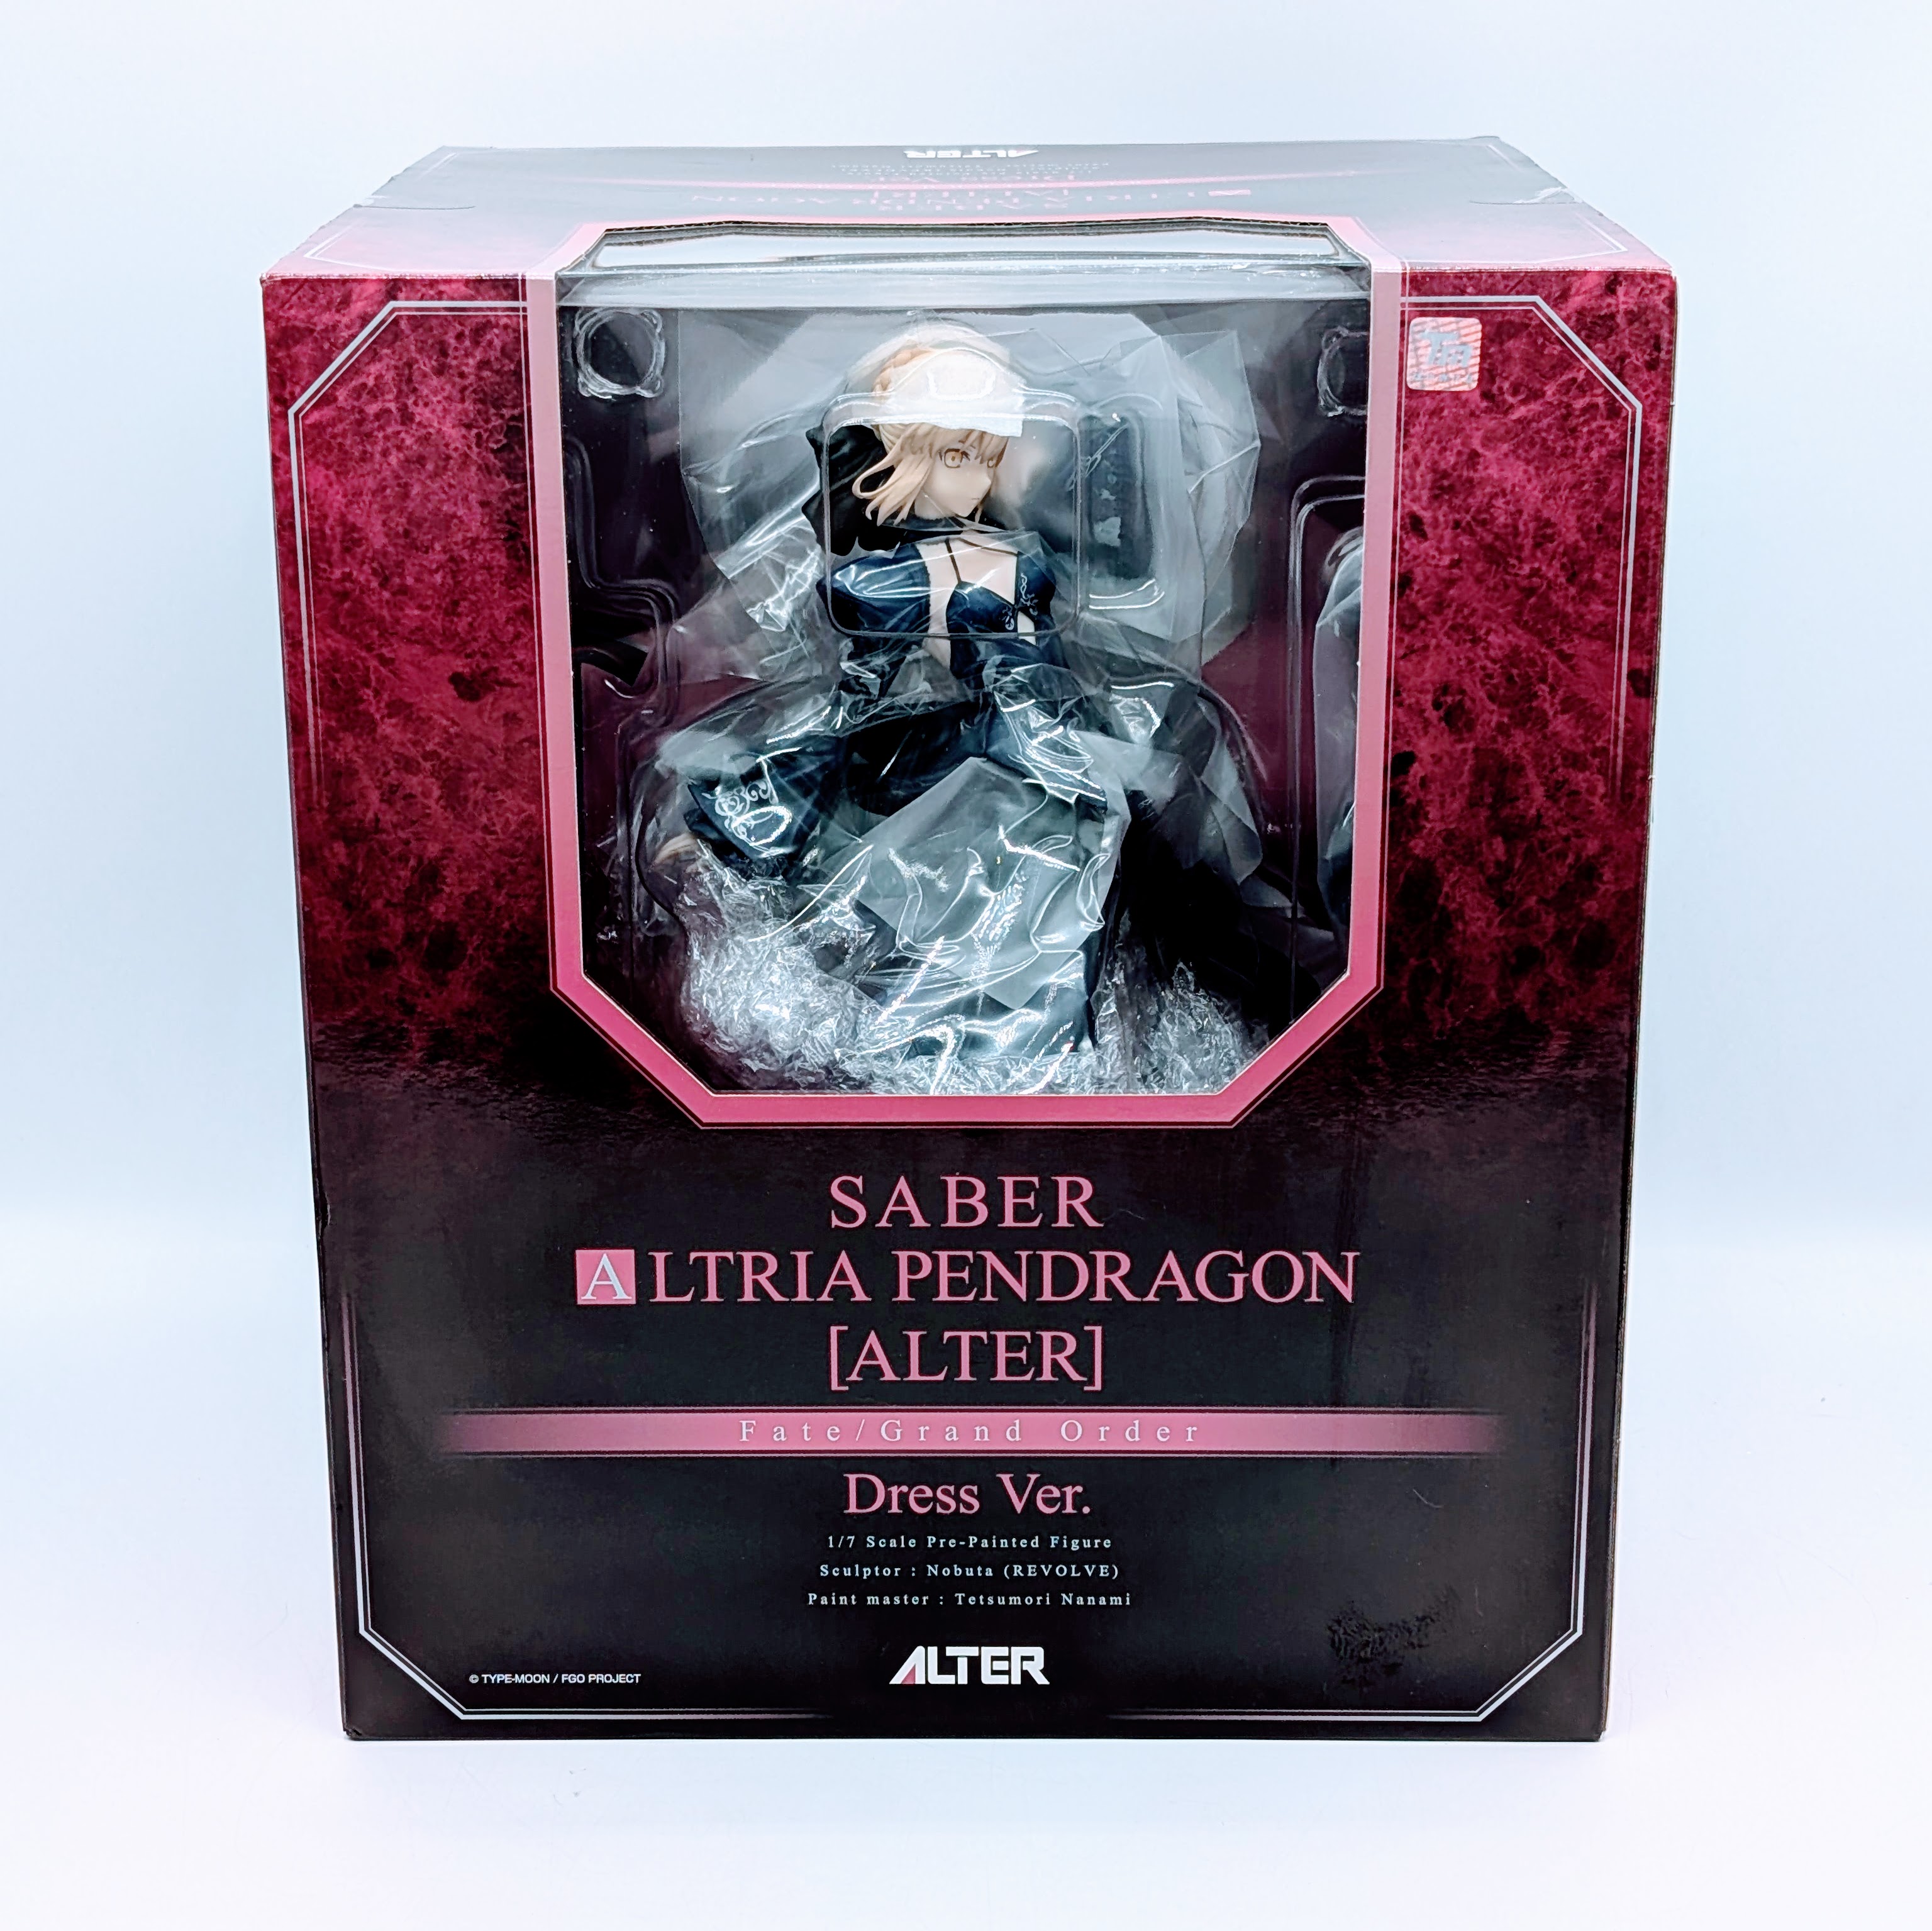 ALTER
SABER
ALTRIA PENDRAGON
[ALTER]
Fate/Grand Order
Dress Ver.
1/7 Scale Pre-Painted Figure
Sculptor : Nobuta (REVOLVE)
Paint master : Tetsumori Nanami
ALTER
© TYPE-MOON / FGO PROJECT